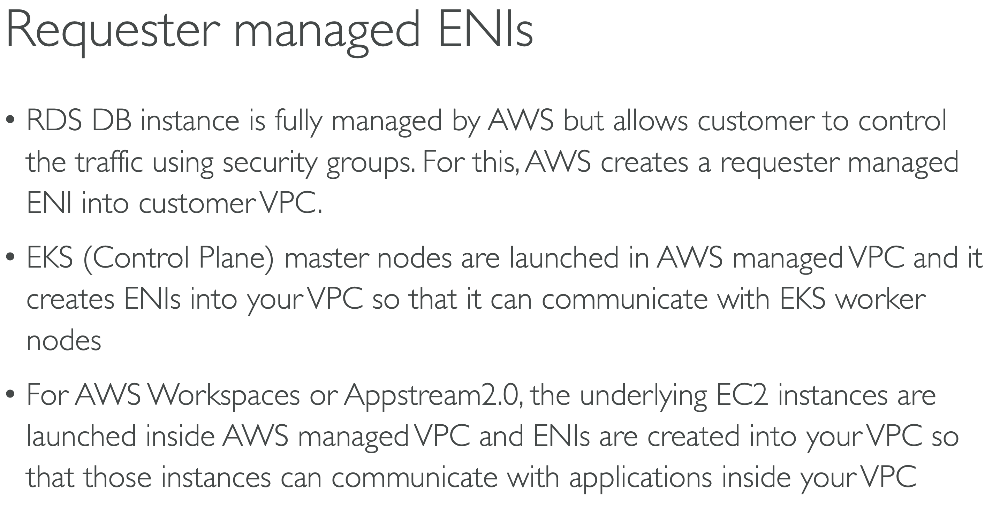 Requester managed ENIs
• RDS DB instance is fully managed by AWS but allows customer to control
the traffic using security groups. For this, AWS creates a requester managed
ENI into customer VPC.
• EKS (Control Plane) master nodes are launched in AWS managed VPC and it
creates ENIs into your VPC so that it can communicate with EKS worker
nodes
• For AWS Workspaces or Appstream2.0, the underlying EC2 instances are
launched inside AWS managed VPC and ENIs are created into your VPC so
that those instances can communicate with applications inside your VPC